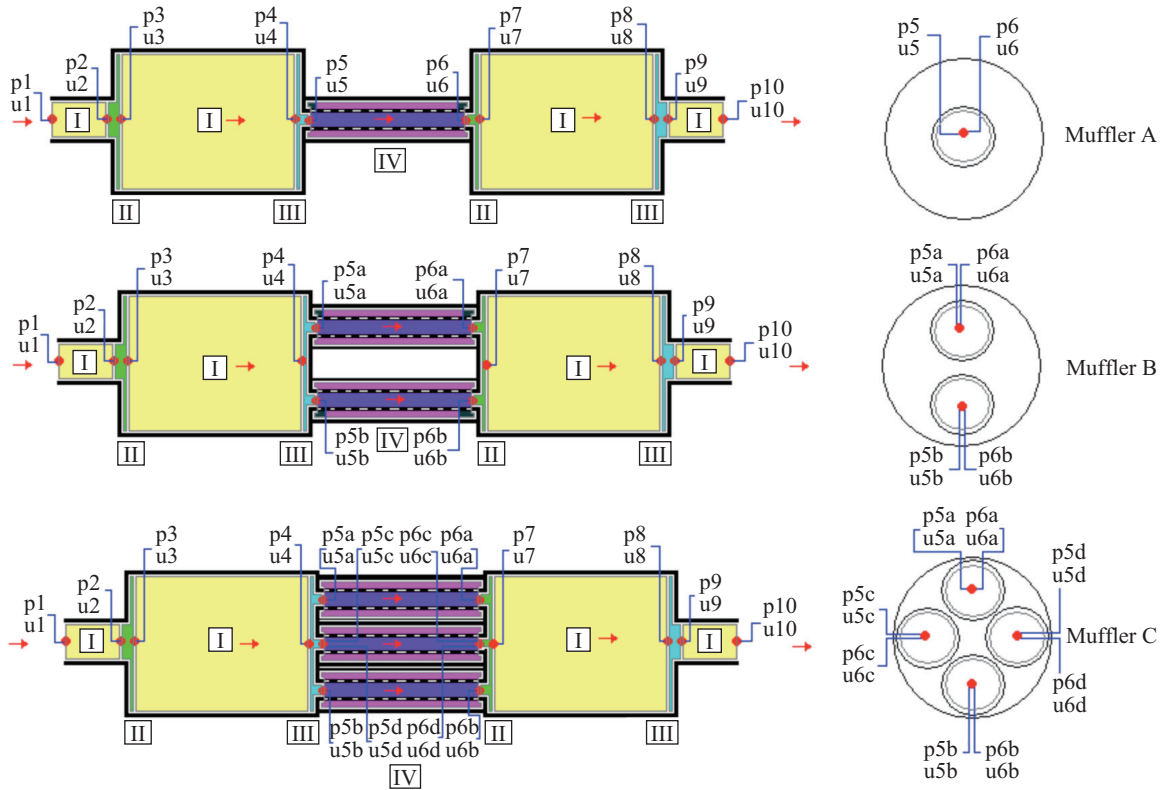 p1
u1
p2
u2
p3
u3
p4
u4
p5
u5
p6
u6
p7
u7
p8
u8
p9
u9
p10
u10
I
I
I
I
IV
II
III
II
III
p5
u5
p6
u6
Muffler A
p1
u1
p2
u2
p3
u3
p4
u4
p5a
u5a
p6a
u6a
p7
u7
p8
u8
p9
u9
p10
u10
I
I
I
I
p5b
u5b
IV
p6b
u6b
II
III
II
III
p5a
u5a
p6a
u6a
Muffler B
p5b
u5b
p6b
u6b
p1
u1
p2
u2
p3
u3
p4
u4
p5a
u5a
p5c
u5c
p6c
u6c
p6a
u6a
p7
u7
p8
u8
p9
u9
p10
u10
I
I
I
I
p5b
u5b
p5d
u5d
p6d
u6d
p6b
u6b
II
III
II
III
IV
p5a
u5a
p6a
u6a
p5d
u5d
p5c
u5c
p6c
u6c
Muffler C
p6d
u6d
p5b
u5b
p6b
u6b